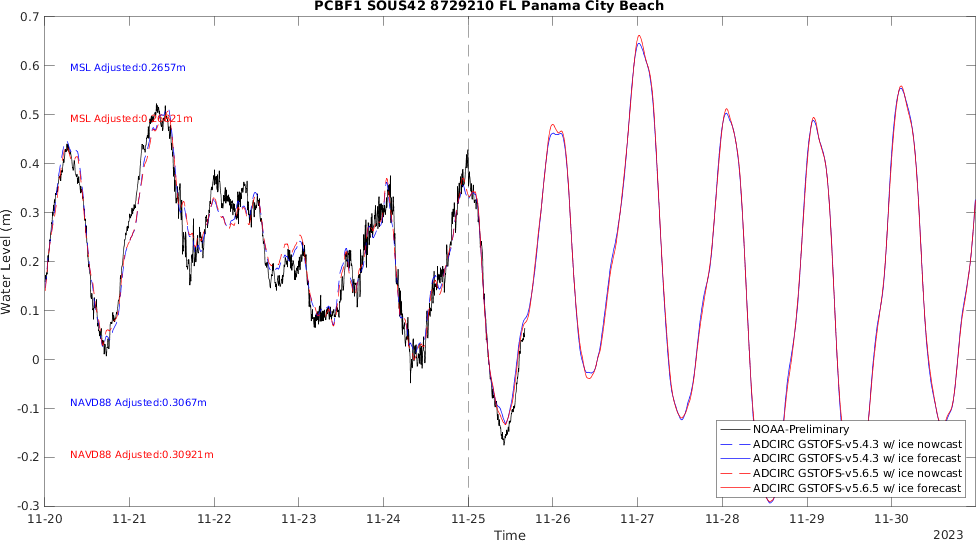 PCBF1 SOUS42 8729210 FL Panama City Beach
0.7
0.6
0.5
0.4
0.3
0.2
0.1
0
-0.1
-0.2
-0.3
Water Level (m)
MSL Adjusted:0.2657m
MSL Adjusted:
NAVD88 Adjusted:0.3067m
NAVD88 Adjusted:0.30921m
NOAA-Preliminary
ADCIRC GSTOFS-v5.4.3 w/ ice nowcast
ADCIRC GSTOFS-v5.4.3 w/ ice forecast
ADCIRC GSTOFS-v5.6.5 w/ ice nowcast
ADCIRC GSTOFS-v5.6.5 w/ ice forecast
11-20 11-21 11-22 11-23 11-24 11-25 11-26 11-27 11-28 11-29 11-30
Time
2023